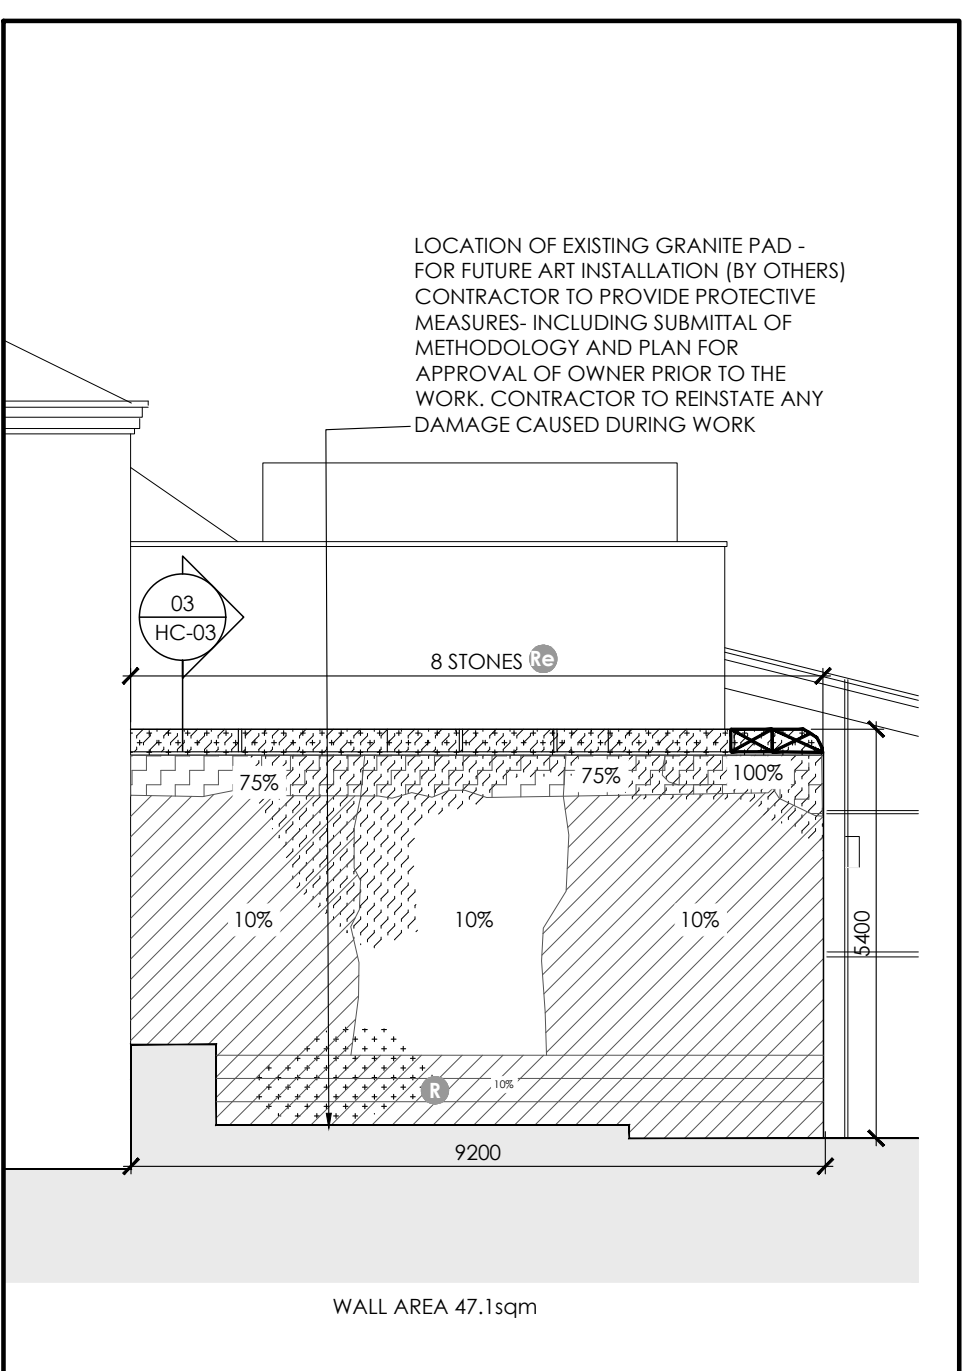 LOCATION OF EXISTING GRANITE PAD -
FOR FUTURE ART INSTALLATION (BY OTHERS)
CONTRACTOR TO PROVIDE PROTECTIVE
MEASURES- INCLUDING SUBMITTAL OF
METHODOLOGY AND PLAN FOR
APPROVAL OF OWNER PRIOR TO THE
WORK. CONTRACTOR TO REINSTATE ANY
DAMAGE CAUSED DURING WORK
03
HC-03
8 STONES Re
75%
75%
100%
10%
10%
10%
5400
R
10%
9200
WALL AREA 47.1sqm